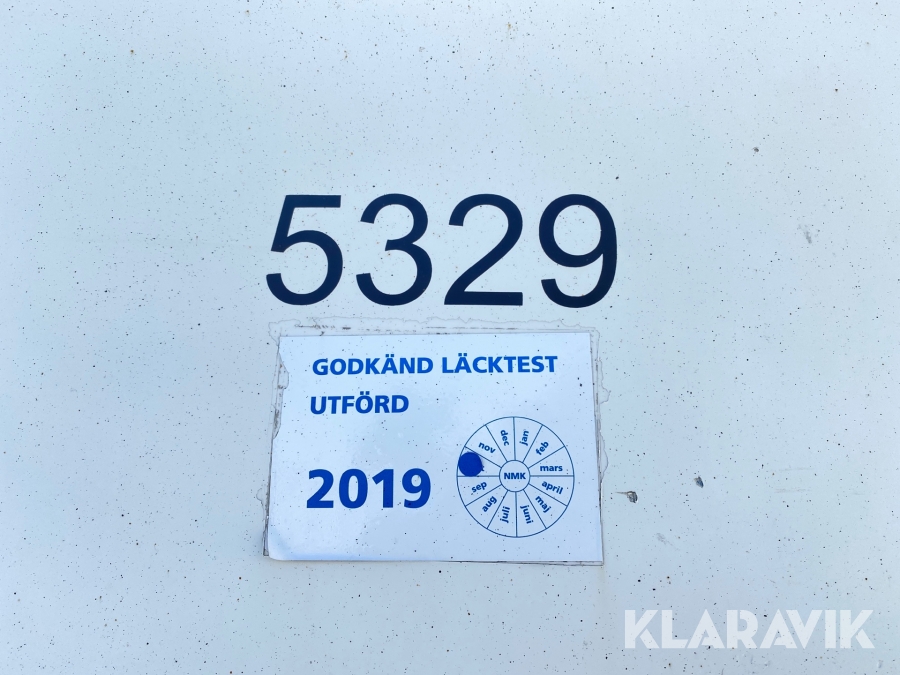 5329
GODKÄND LÄCKTEST
UTFÖRD
2019
jan
feb
mars
april
maj
juni
juli
aug
sep
nov
dec
NMK
KLARAVIK